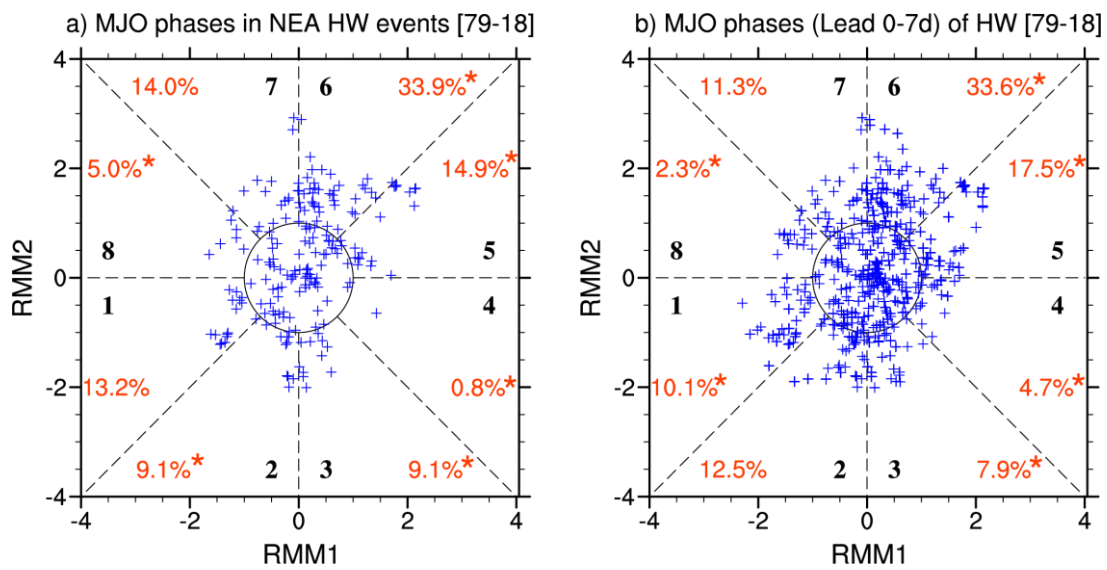 a) MJO phases in NEA HW events [79-18]
4
14.0% 7 6 33.9%*
5.0%* 14.9%*
2
8 5
RMM2
0
1 4
-2
13.2% 0.8%*
9.1%* 2 3 9.1%*
-4
-4 -2 0 2 4
RMM1
b) MJO phases (Lead 0-7d) of HW [79-18]
4
11.3% 7 6 33.6%*
2.3%* 17.5%*
2
8 5
RMM2
0
1 4
-2
10.1%* 4.7%*
12.5% 2 3 7.9%*
-4
-4 -2 0 2 4
RMM1